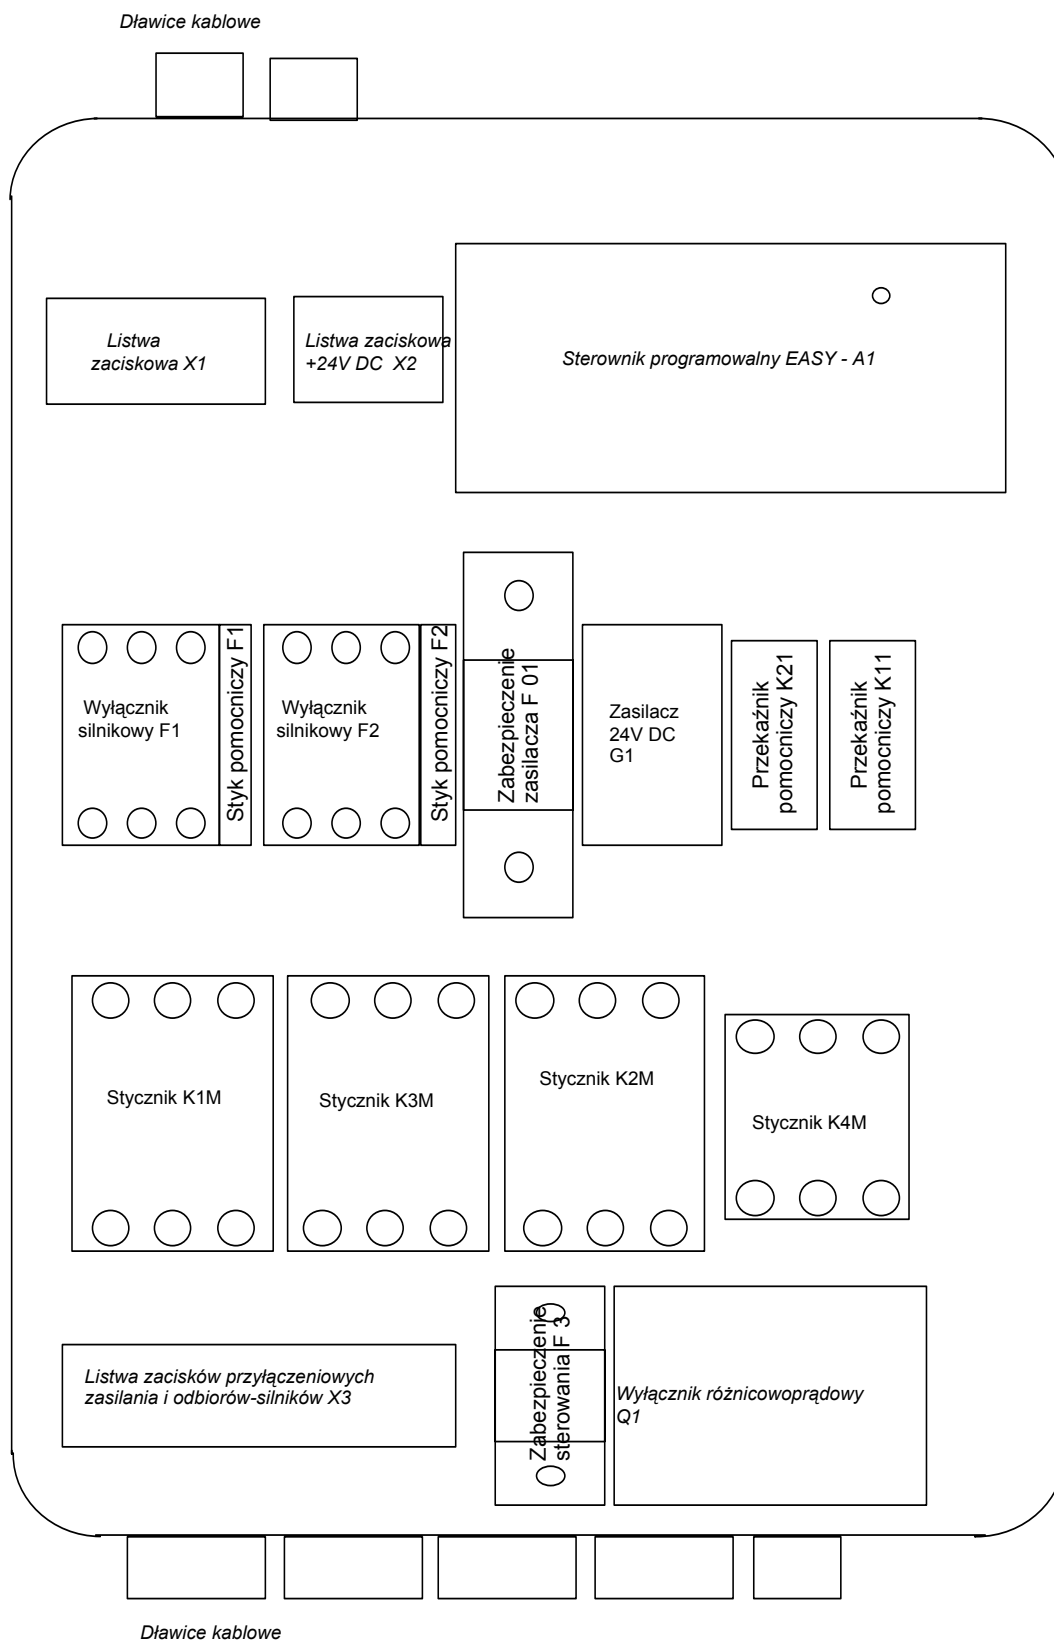 Dławice kablowe
Listwa
zaciskowa X1
Listwa zaciskowa
+24V DC  X2
Sterownik programowalny EASY - A1
Wyłącznik
silnikowy F1
Styk pomocniczy F1
Wyłącznik
silnikowy F2
Styk pomocniczy F2
Zabezpieczenie
zasilacza F 01
Zasilacz
24V DC
G1
Przekaźnik
pomocniczy K21
Przekaźnik
pomocniczy K11
Stycznik K1M
Stycznik K3M
Stycznik K2M
Stycznik K4M
Listwa zacisków przyłączeniowych
zasilania i odbiorów-silników X3
Zabezpieczenie
sterowania F 3
Wyłącznik różnicowoprądowy
Q1
Dławice kablowe